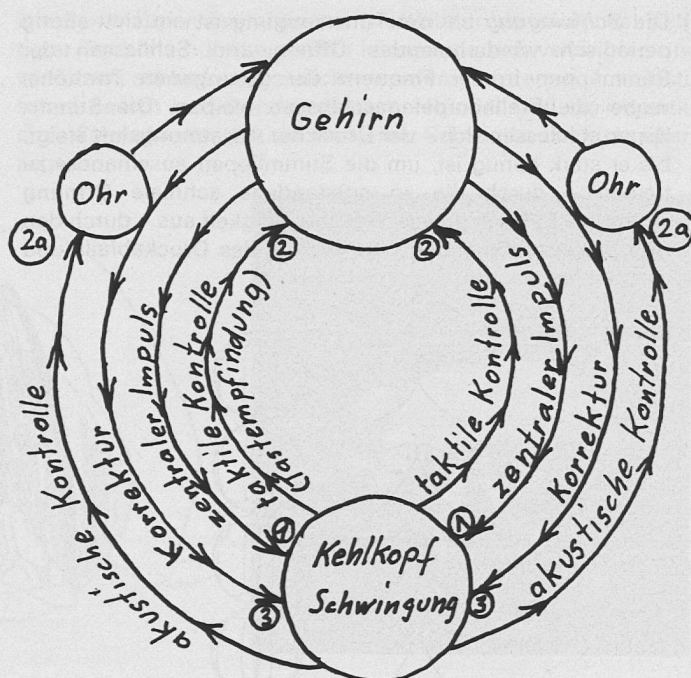 Gehirn
Ohr
Ohr
2a
2a
2
2
akustische Kontrolle
Korrektur
zentraler Impuls
taktile Kontrolle
(Tastempfindung)
taktile Kontrolle
zentraler Impuls
Korrektur
akustische Kontrolle
1
1
Kehlkopf
Schwingung
3
3